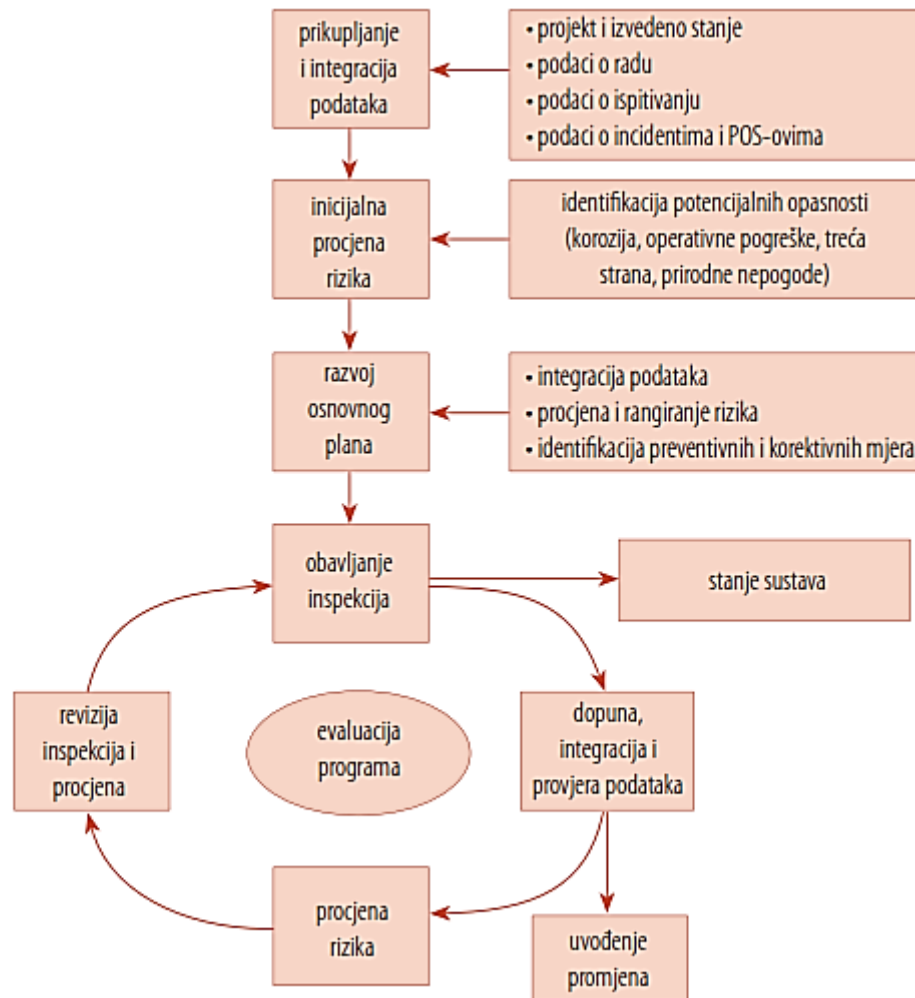 prikupljanje
i integracija
podataka
• projekt i izvedeno stanje
• podaci o radu
• podaci o ispitivanju
• podaci o incidentima i POS-ovima
inicijalna
procjena
rizika
identifikacija potencijalnih opasnosti
(korozija, operativne pogreške, treća
strana, prirodne nepogode)
razvoj
osnovnog
plana
• integracija podataka
• procjena i rangiranje rizika
• identifikacija preventivnih i korektivnih mjera
obavljanje
inspekcija
stanje sustava
revizija
inspekcija i
procjena
evaluacija
programa
dopuna,
integracija i
provjera podataka
procjena
rizika
uvođenje
promjena